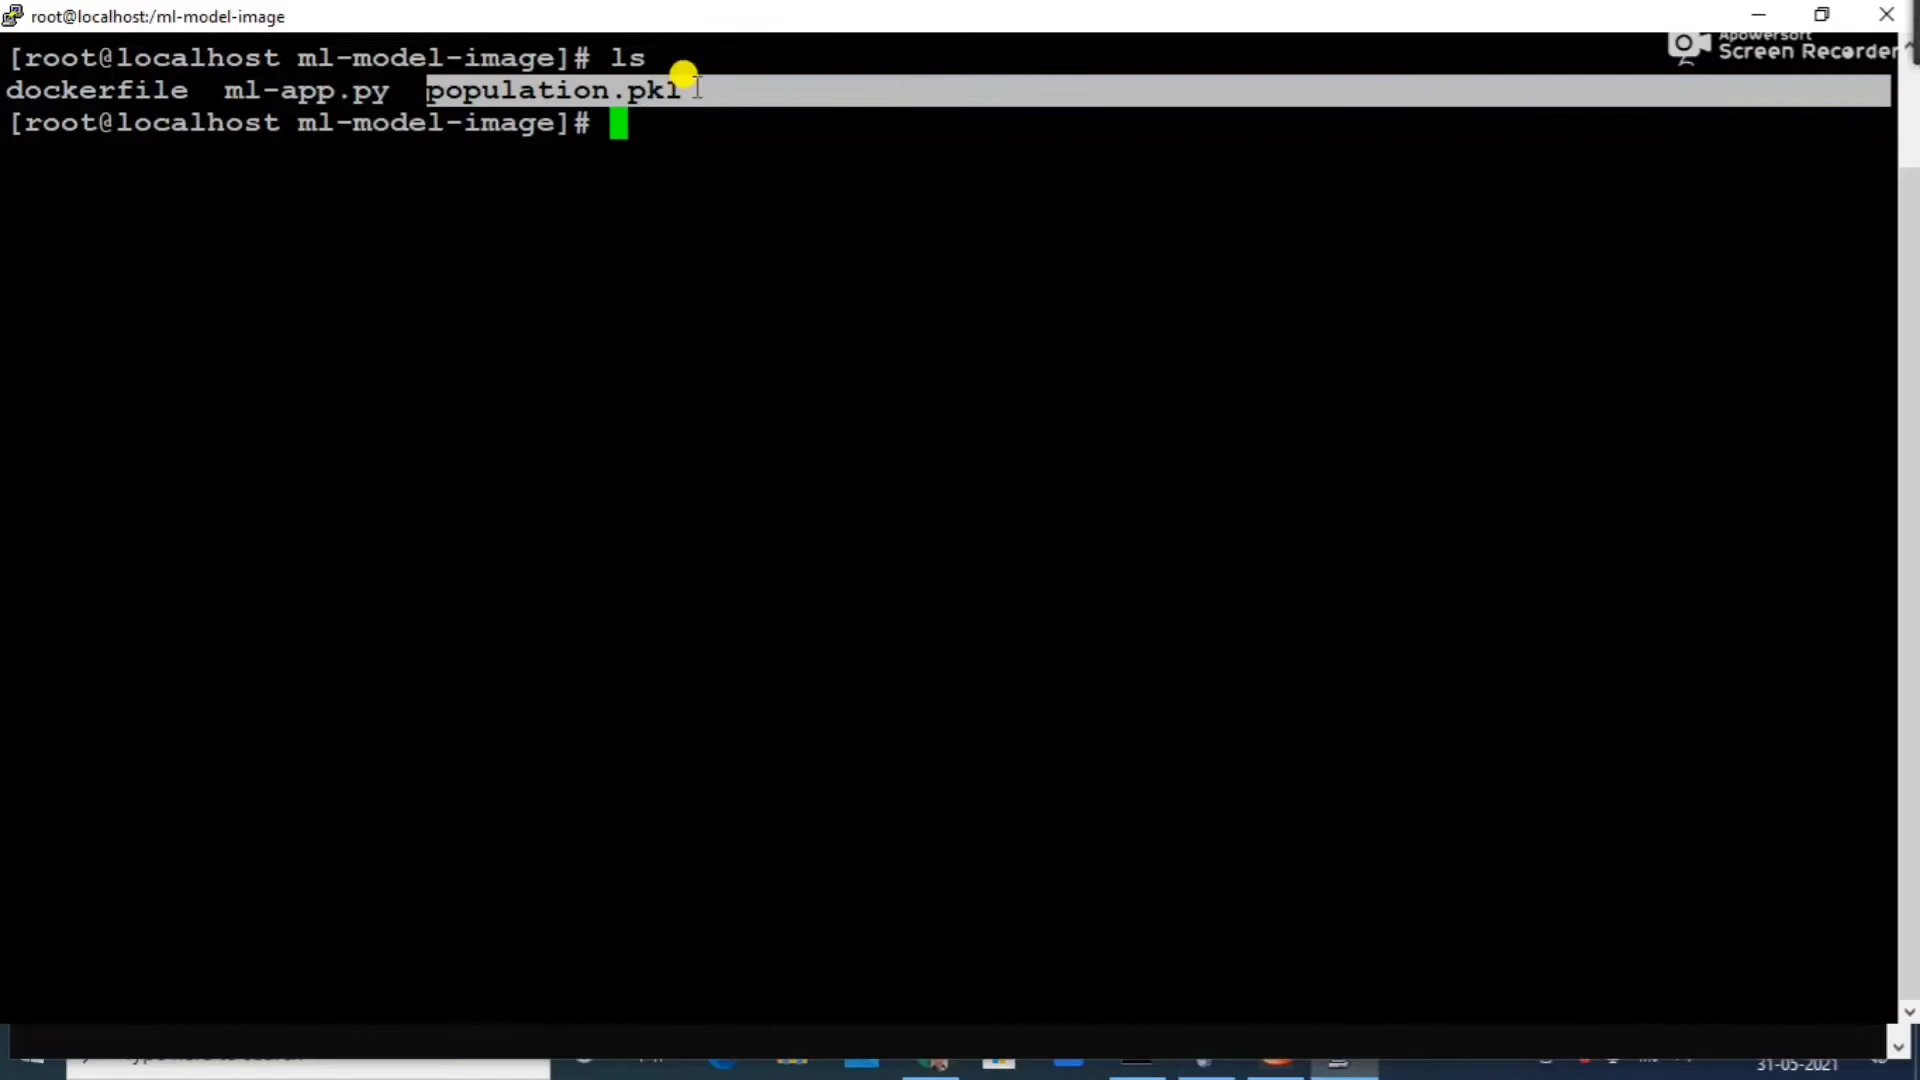 root@localhost:/ml-model-image
Apowersoft
Screen Recorder
[root@localhost ml-model-image]# ls
dockerfile  ml-app.py  population.pkl
[root@localhost ml-model-image]#
31-05-2021